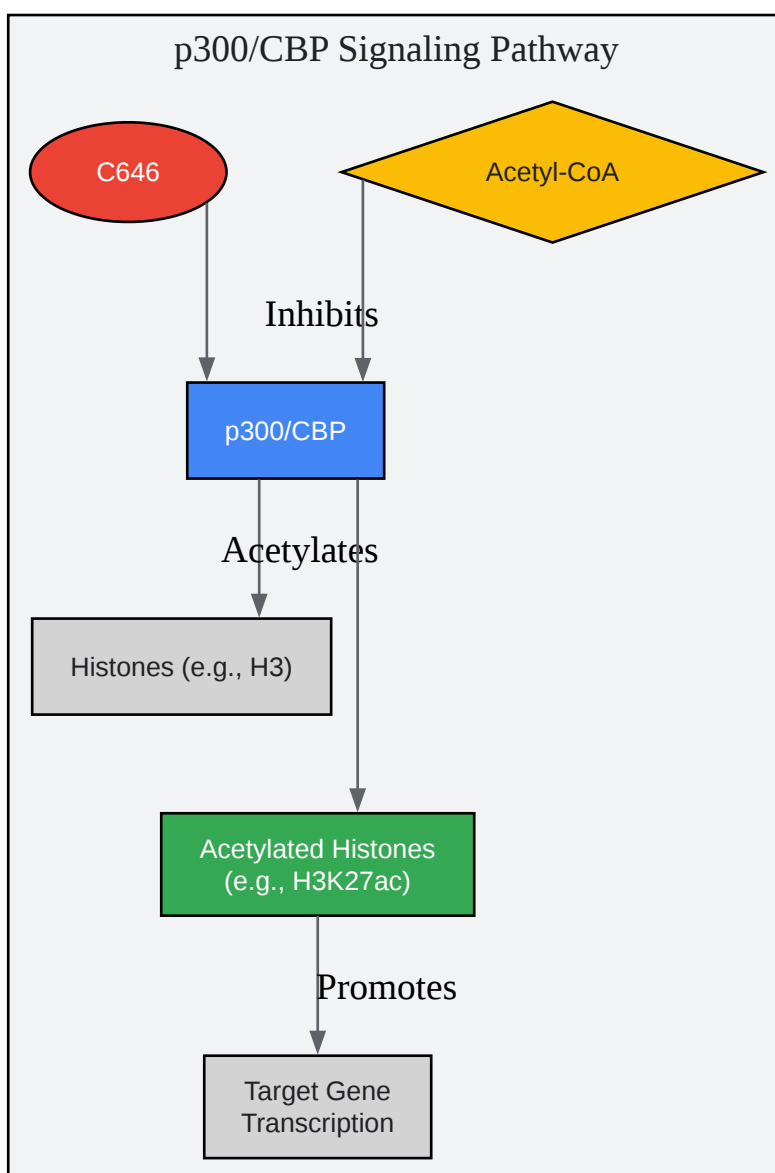 p300/CBP Signaling Pathway
C646
Acetyl-CoA
Inhibits
p300/CBP
Acetylates
Histones (e.g., H3)
Acetylated Histones
(e.g., H3K27ac)
Promotes
Target Gene
Transcription